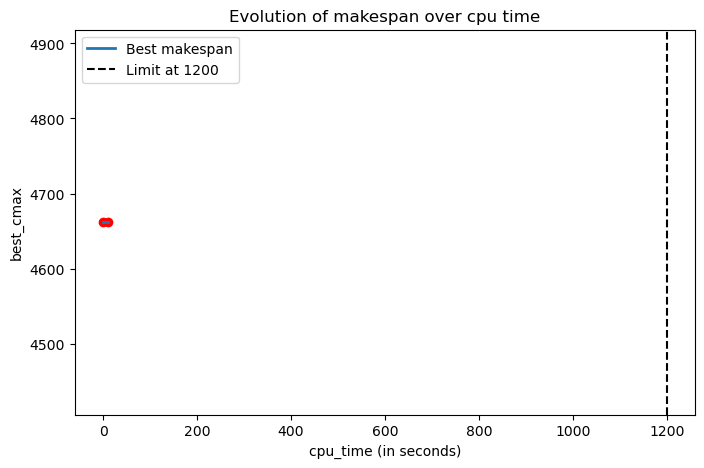 Evolution of makespan over cpu time
Best makespan
Limit at 1200
4900
4800
4700
4600
4500
best_cmax
0 200 400 600 800 1000 1200
cpu_time (in seconds)